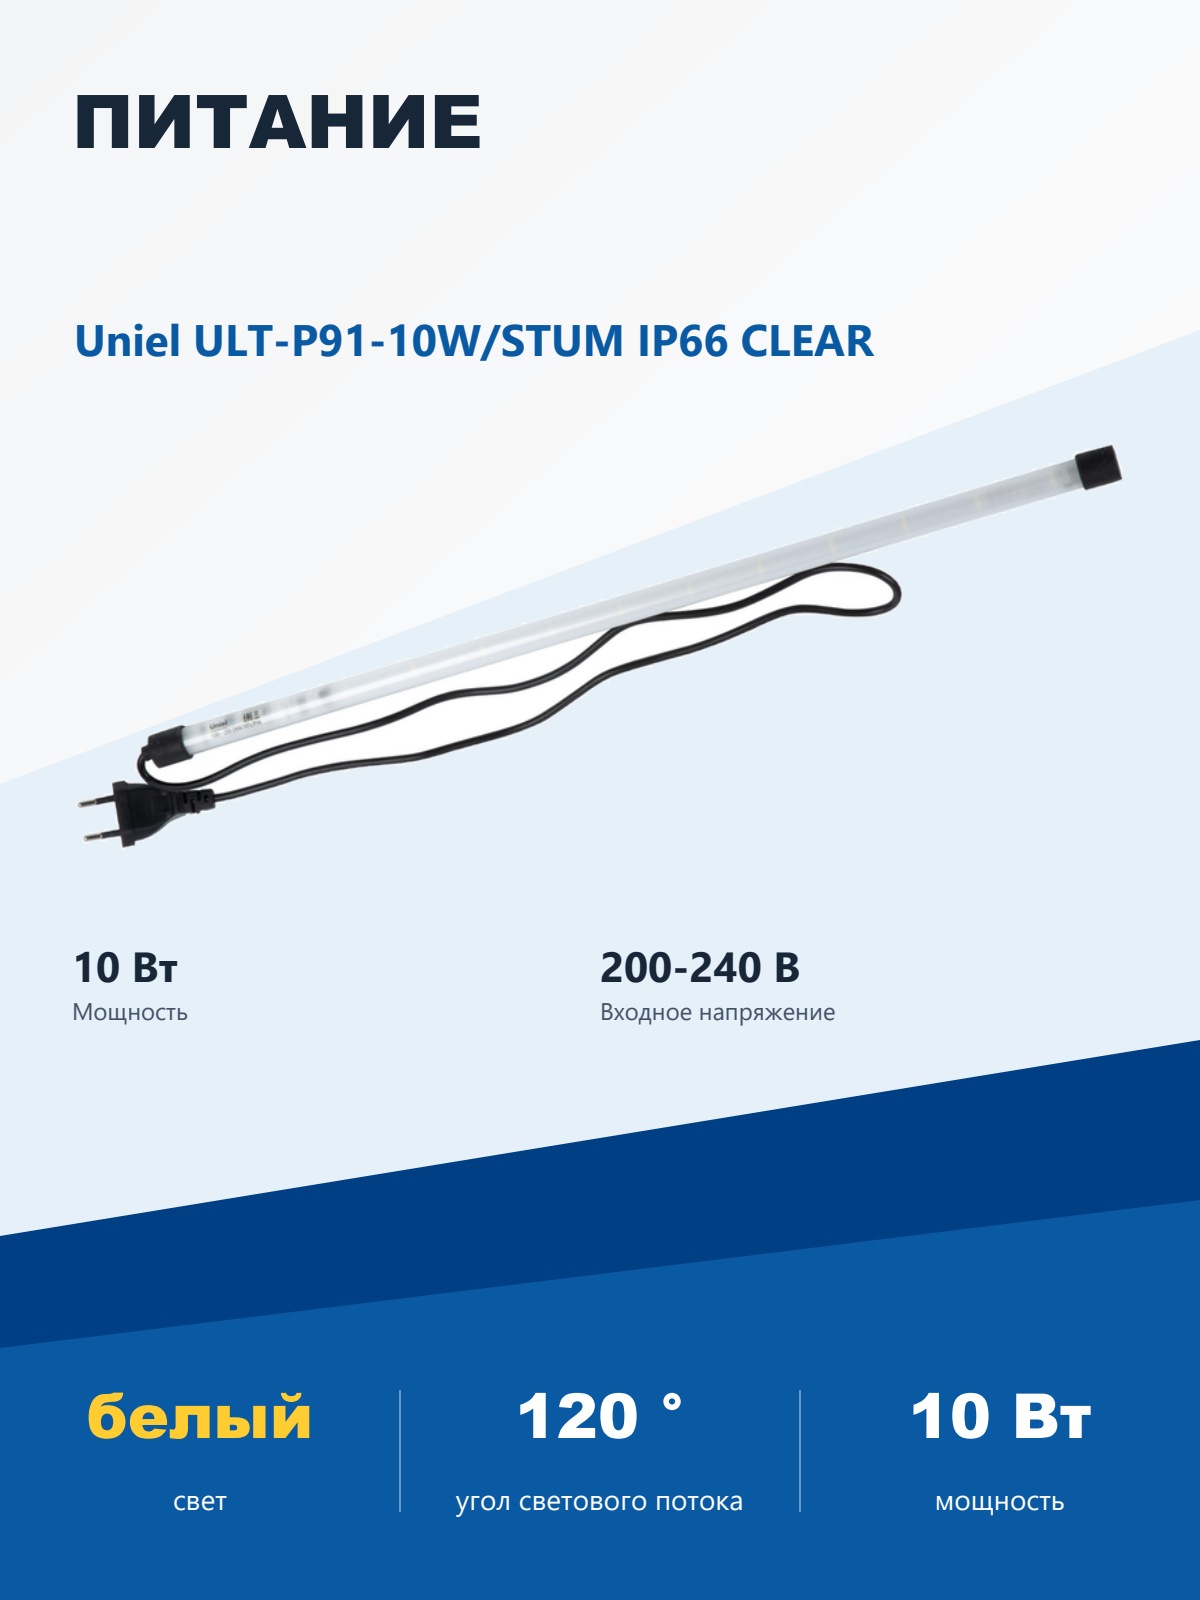 ПИТАНИЕ
Uniel ULT-P91-10W/STUM IP66 CLEAR
Uniel
10 Вт
200-240 В
Мощность
Входное напряжение
белый
120 °
10 Вт
свет
угол светового потока
мощность